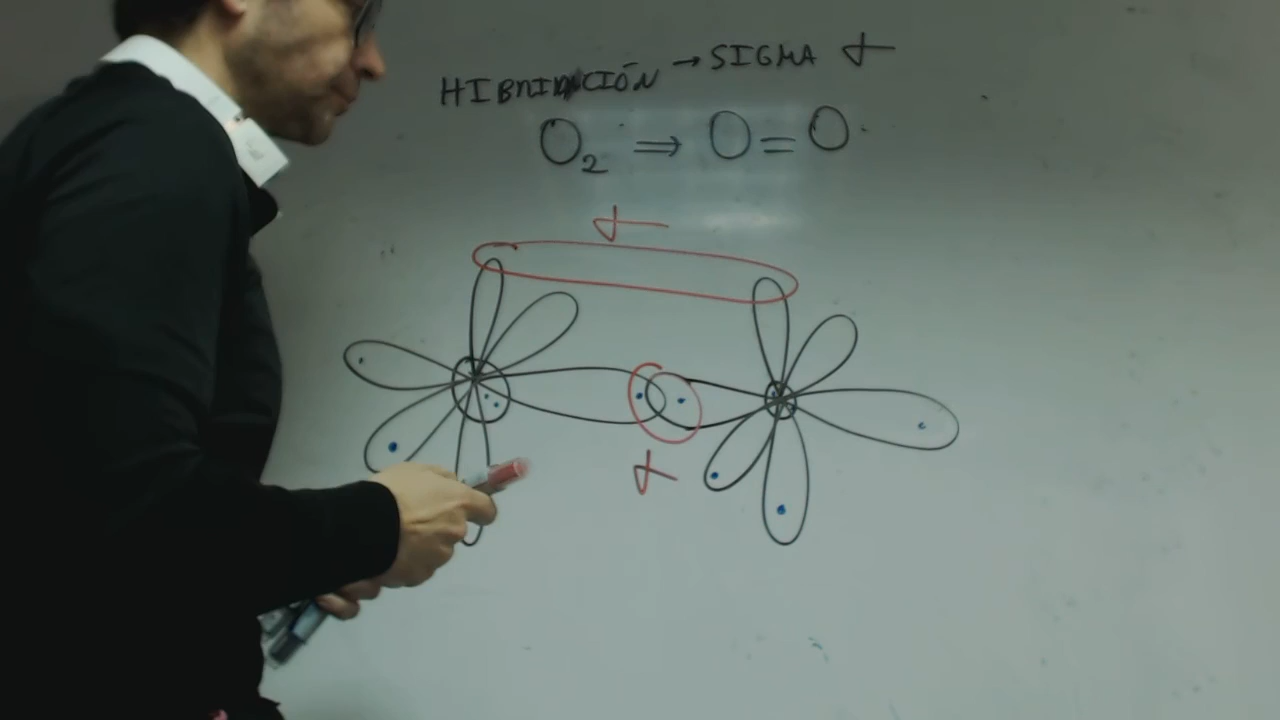 HIBRIDACIÓN → SIGMA σ
O₂ ⇒ O=O
σ
σ